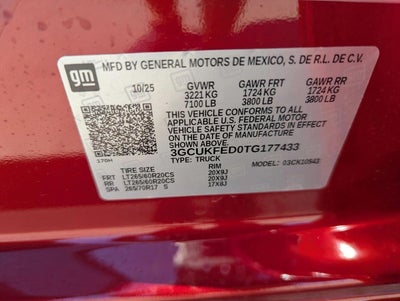 gm MFD BY GENERAL MOTORS DE MEXICO, S. DE R.L. DE C.V.
10/25 GVWR GAWR FRT GAWR RR
3221 KG 1724 KG 1724 KG
7100 LB 3800 LB 3800 LB
THIS VEHICLE CONFORMS TO ALL
APPLICABLE U.S. FEDERAL MOTOR
VEHICLE SAFETY STANDARDS IN
EFFECT ON THE DATE OF
MANUFACTURE SHOWN ABOVE.
3GCUKFED0TG177433
TYPE: TRUCK MODEL: 03CK10543
TIRE SIZE RIM
FRT LT265/60R20CS 20X9J
RR LT265/60R20CS 20X9J
SPA 265/70R17 S 17X8J